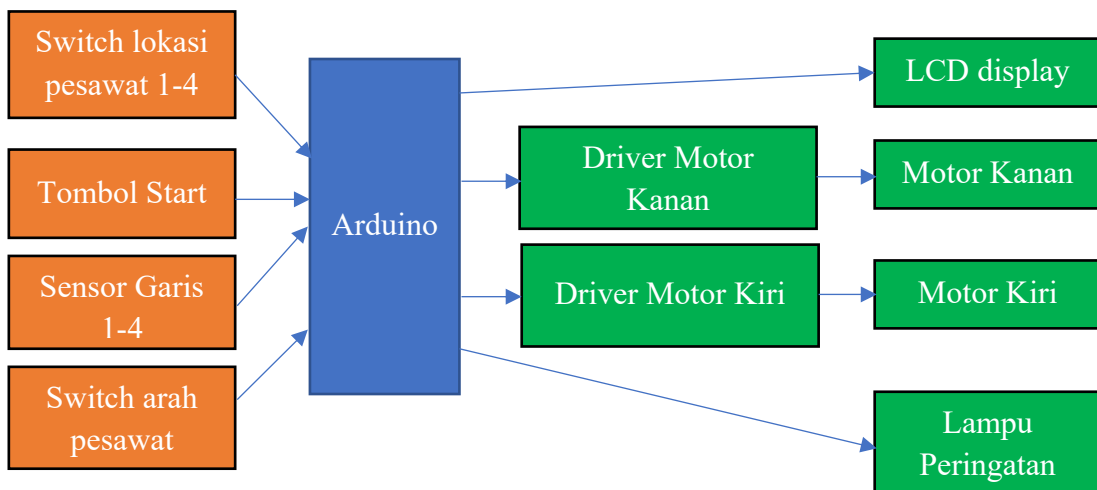 Switch lokasi
pesawat 1-4
Tombol Start
Sensor Garis
1-4
Switch arah
pesawat
Arduino
Driver Motor
Kanan
Driver Motor Kiri
LCD display
Motor Kanan
Motor Kiri
Lampu
Peringatan